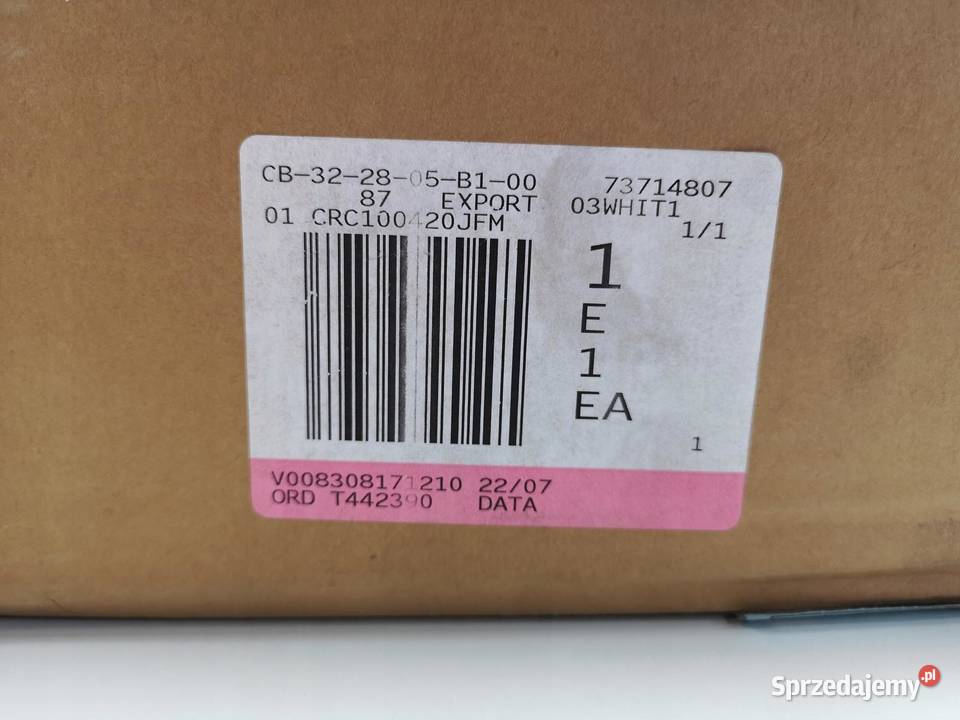 CB-32-28-05-B1-00 73714807
87 EXPORT 03WHIT1
01 CRC100420JFM 1/1
1
E
1
EA
1
V008308171210 22/07
ORD T442390 DATA
Sprzedajemy.pl